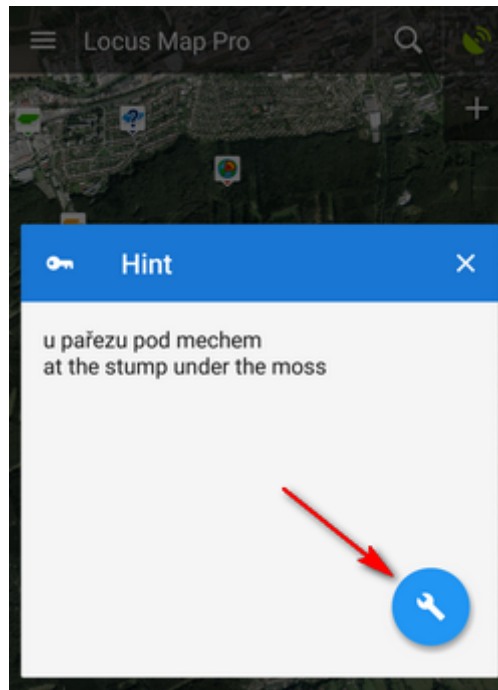 Locus Map Pro
Hint
u pařezu pod mechem
at the stump under the moss